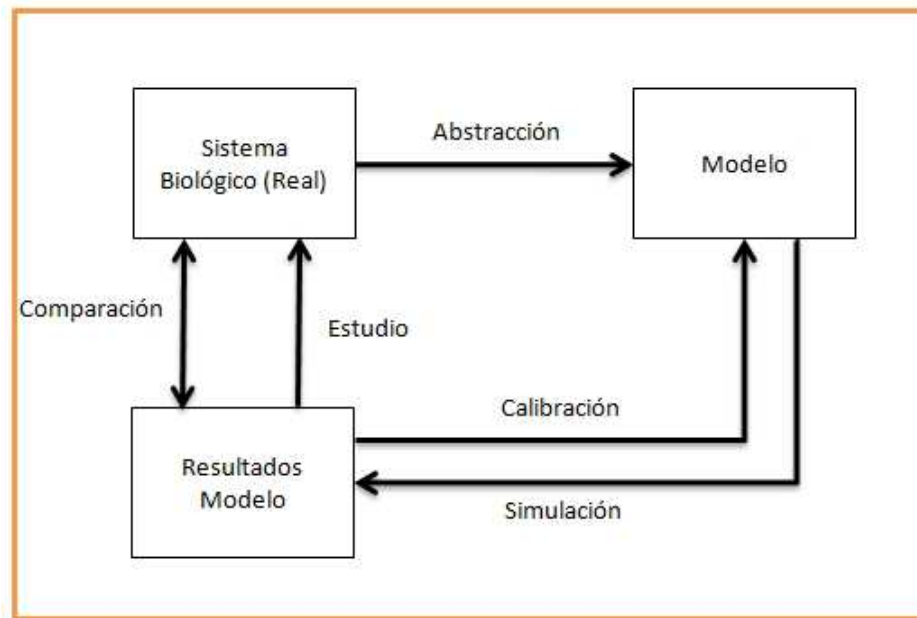 Sistema
Biológico (Real)
Abstracción
Modelo
Comparación
Estudio
Calibración
Resultados
Modelo
Simulación